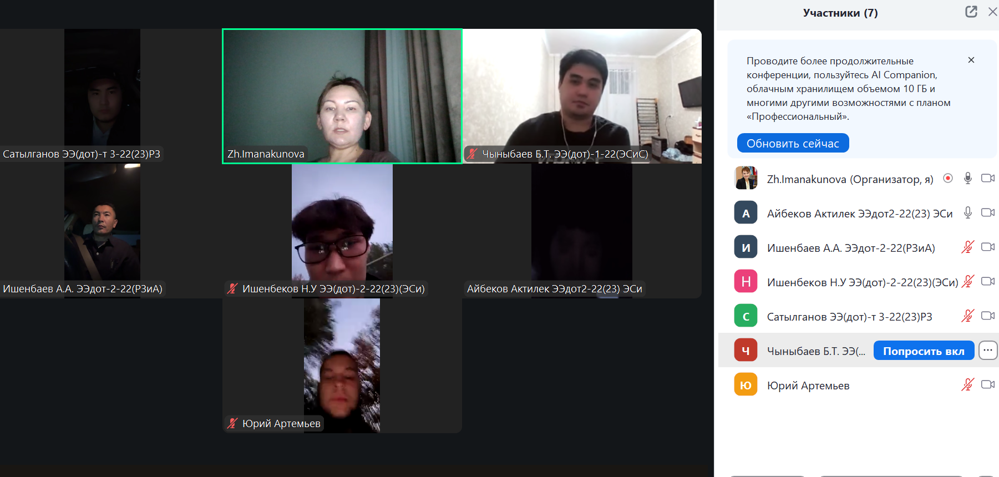 Сатылганов ЭЭ(дот)-т 3-22(23)РЗ
Zh.Imanakunova
Чыныбаев Б.Т. ЭЭ(дот)-1-22(ЭСиС)
Ишенбаев А.А. ЭЭдот-2-22(РЗиА)
Ишенбеков Н.У ЭЭ(дот)-2-22(23)(ЭСи)
Айбеков Актилек ЭЭдот2-22(23) ЭСи
Юрий Артемьев
Участники (7)
Проводите более продолжительные
конференции, пользуйтесь AI Companion,
облачным хранилищем объемом 10 ГБ и
многими другими возможностями с планом
«Профессиональный».
Обновить сейчас
Zh.Imanakunova (Организатор, я)
А Айбеков Актилек ЭЭдот2-22(23) ЭСи
И Ишенбаев А.А. ЭЭдот-2-22(РЗиА)
Н Ишенбеков Н.У ЭЭ(дот)-2-22(23)(ЭСи)
С Сатылганов ЭЭ(дот)-т 3-22(23)РЗ
Ч Чыныбаев Б.Т. ЭЭ(... Попросить вкл
Ю Юрий Артемьев